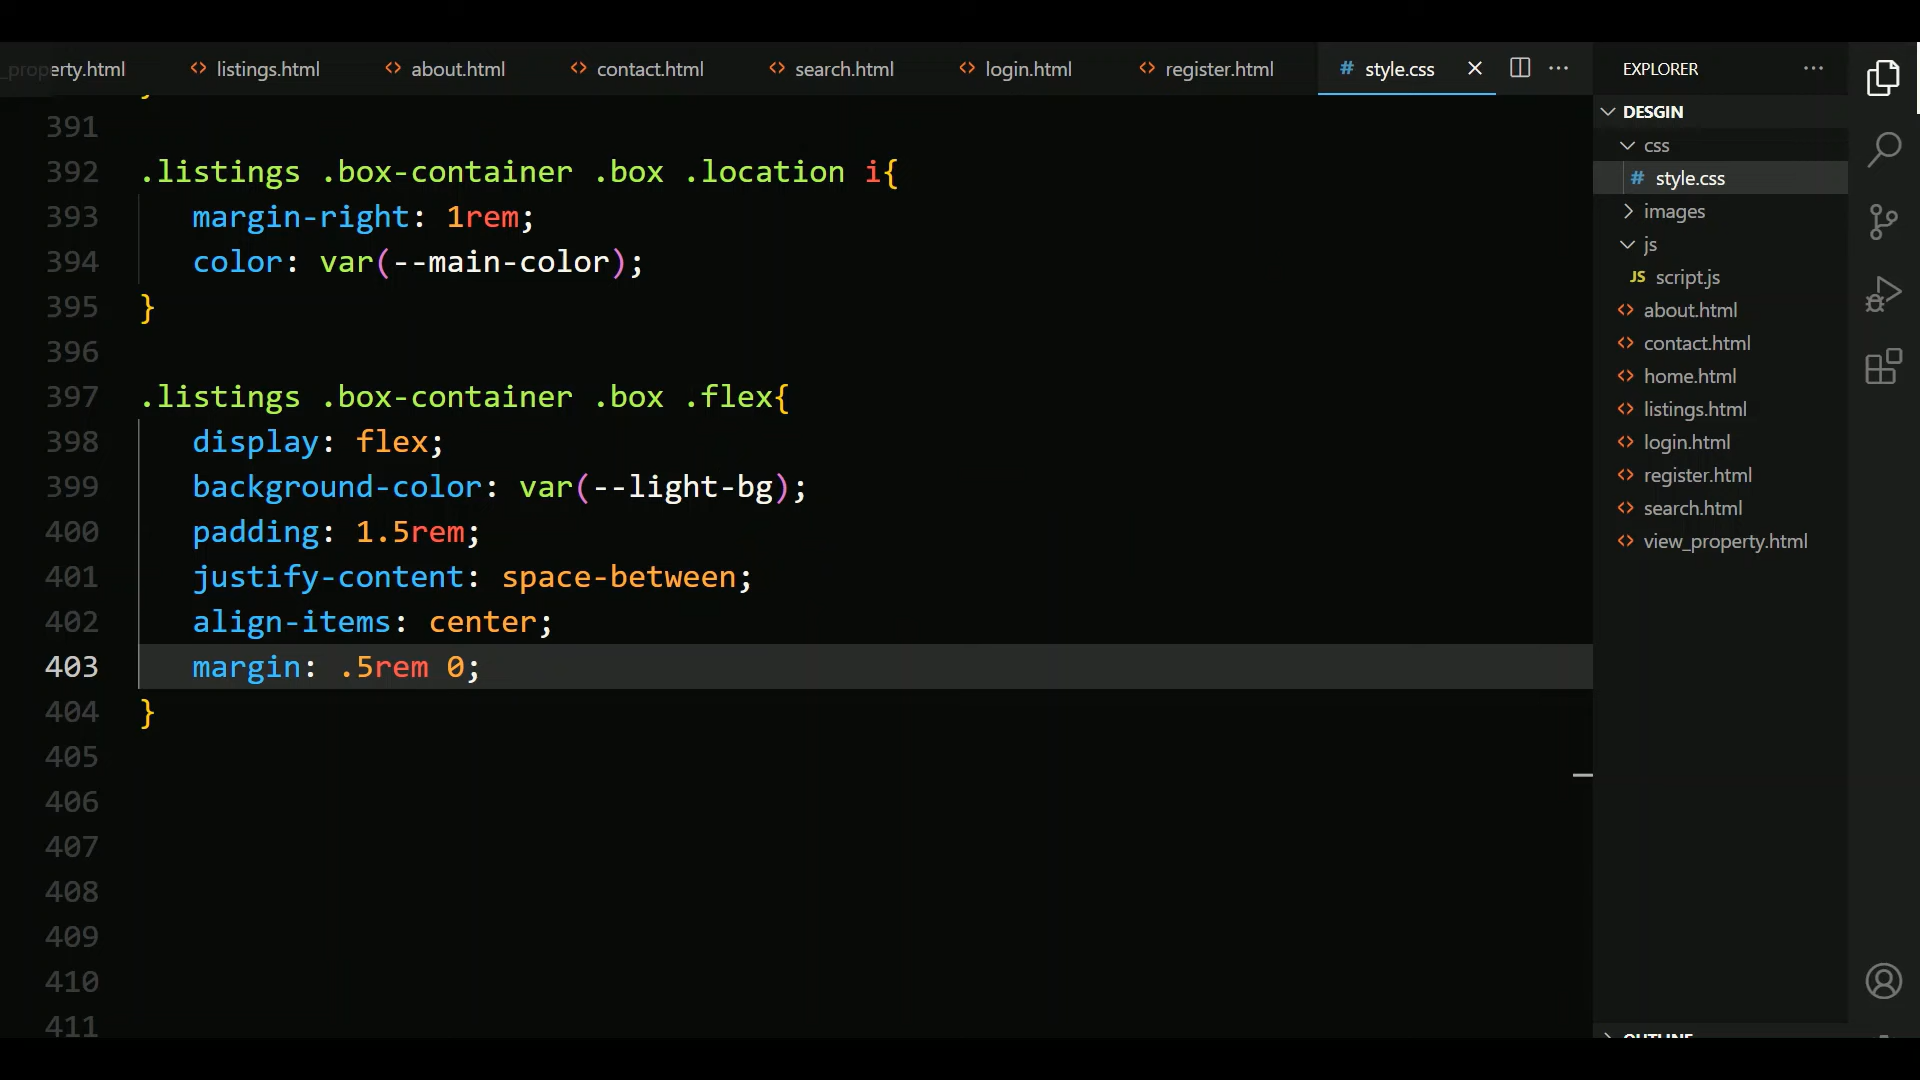 _property.html
listings.html
about.html
contact.html
search.html
login.html
register.html
# style.css
391
392 .listings .box-container .box .location i{
393 margin-right: 1rem;
394 color: var(--main-color);
395 }
396
397 .listings .box-container .box .flex{
398 display: flex;
399 background-color: var(--light-bg);
400 padding: 1.5rem;
401 justify-content: space-between;
402 align-items: center;
403 margin: .5rem 0;
404 }
405
406
407
408
409
410
411
EXPLORER
DESGIN
css
# style.css
images
js
JS script.js
about.html
contact.html
home.html
listings.html
login.html
register.html
search.html
view_property.html
OUTLINE